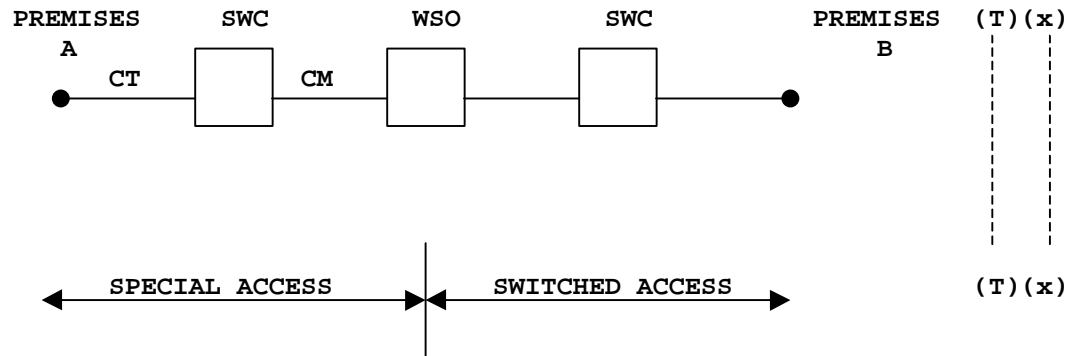 PREMISES SWC WSO SWC PREMISES (T)(x)
A B
CT CM
SPECIAL ACCESS SWITCHED ACCESS (T)(x)